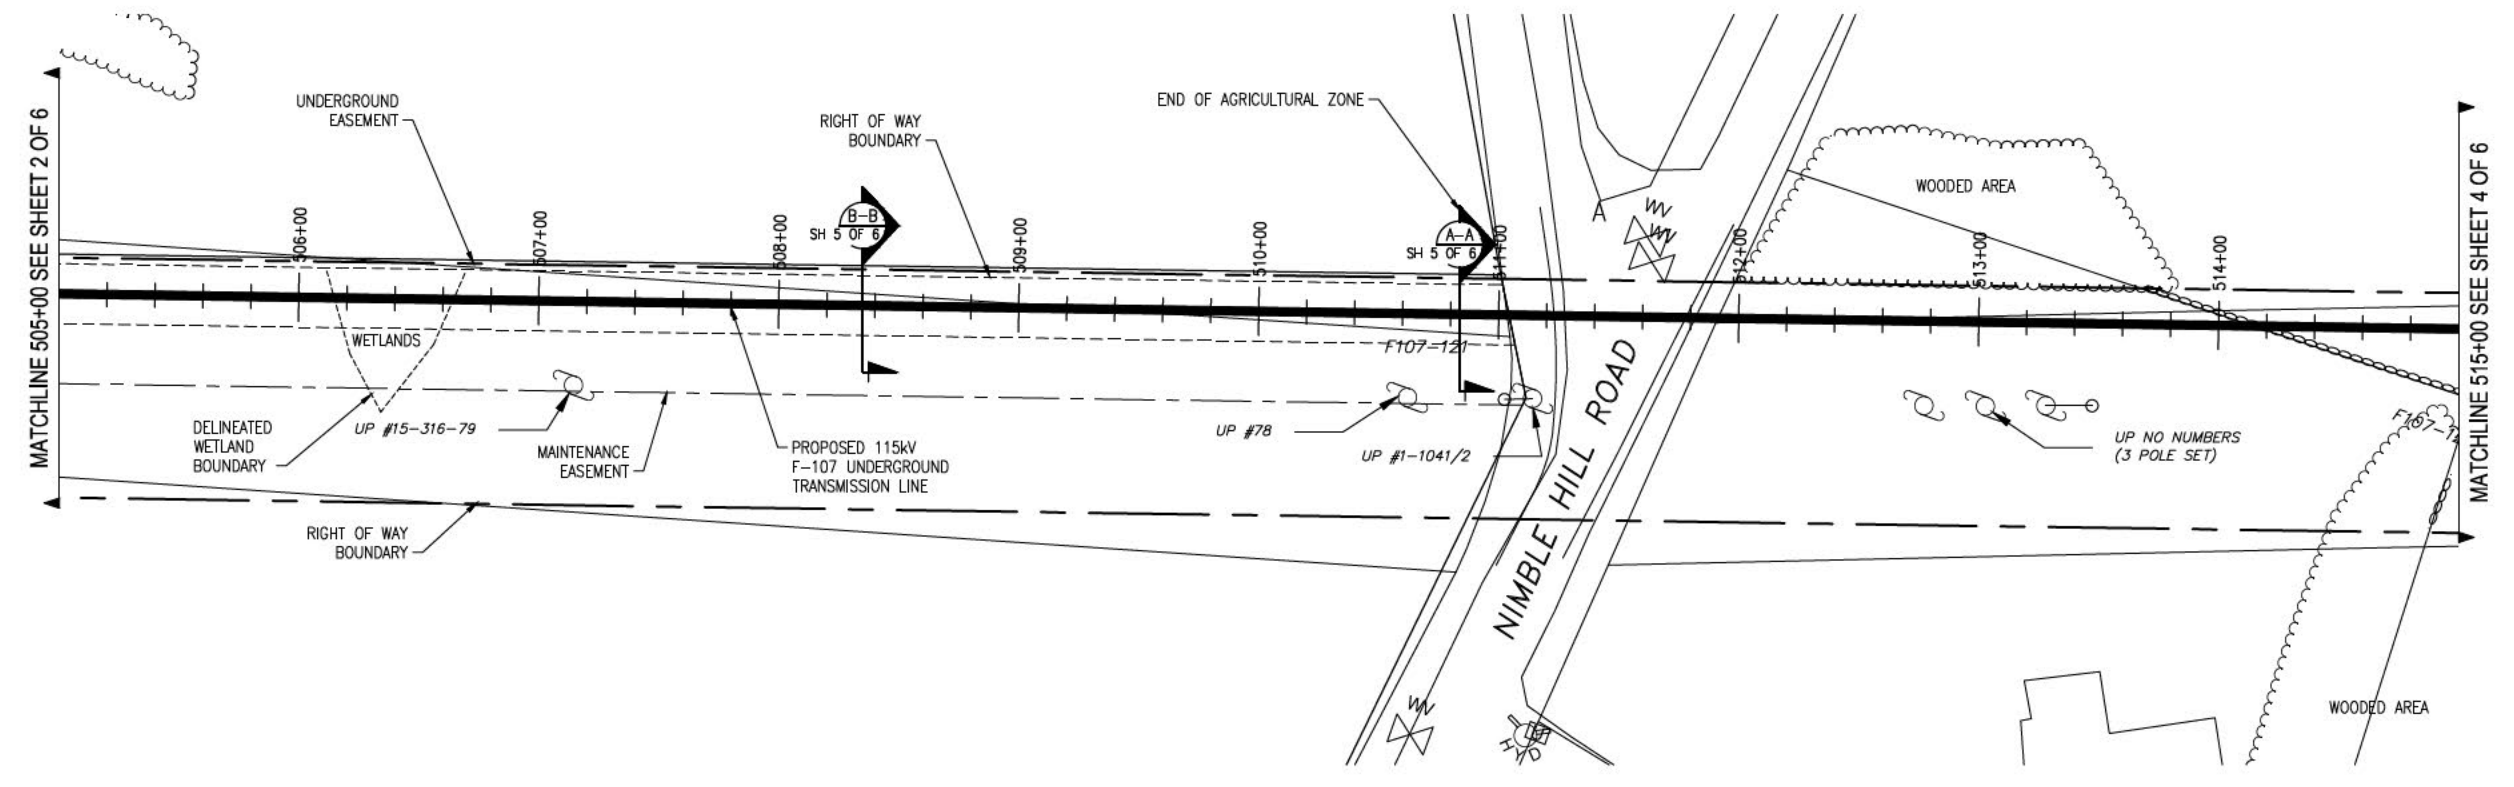 MATCHLINE 505+00 SEE SHEET 2 OF 6
UNDERGROUND
EASEMENT
RIGHT OF WAY
BOUNDARY
END OF AGRICULTURAL ZONE
B-B
SH 5 OF 6
A-A
SH 5 OF 6
506+00
507+00
508+00
509+00
510+00
511+00
512+00
513+00
514+00
WV
WV
WOODED AREA
WETLANDS
F107-121
DELINEATED
WETLAND
BOUNDARY
UP #15-316-79
MAINTENANCE
EASEMENT
PROPOSED 115kV
F-107 UNDERGROUND
TRANSMISSION LINE
UP #78
UP #1-1041/2
NIMBLE HILL ROAD
UP NO NUMBERS
(3 POLE SET)
RIGHT OF WAY
BOUNDARY
WV
HYD
WOODED AREA
MATCHLINE 515+00 SEE SHEET 4 OF 6